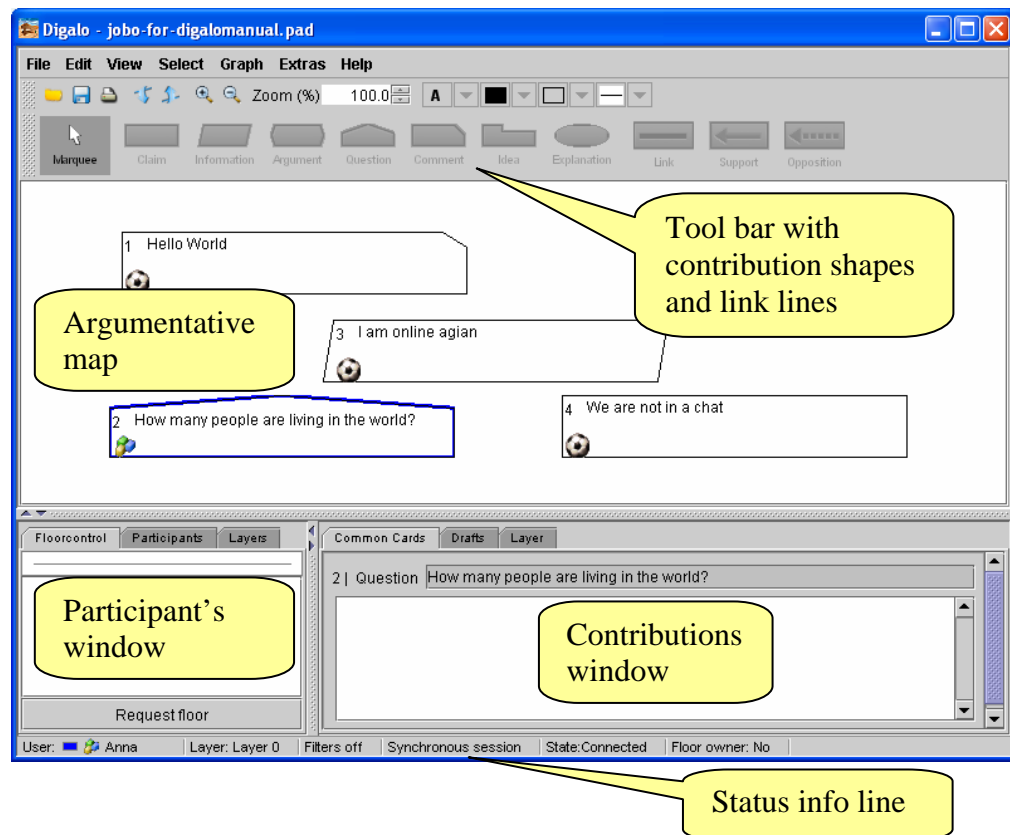 Digalo - jobo-for-digalomanual.pad
File Edit View Select Graph Extras Help
Zoom (%) 100.0 A
Marquee Claim Information Argument Question Comment Idea Explanation Link Support Opposition
Tool bar with
contribution shapes
and link lines
1 Hello World
Argumentative
map
3 I am online agian
2 How many people are living in the world?
4 We are not in a chat
Floorcontrol Participants Layers
Common Cards Drafts Layer
2 | Question How many people are living in the world?
Participant’s
window
Contributions
window
Request floor
User: Anna Layer: Layer 0 Filters off Synchronous session State:Connected Floor owner: No
Status info line